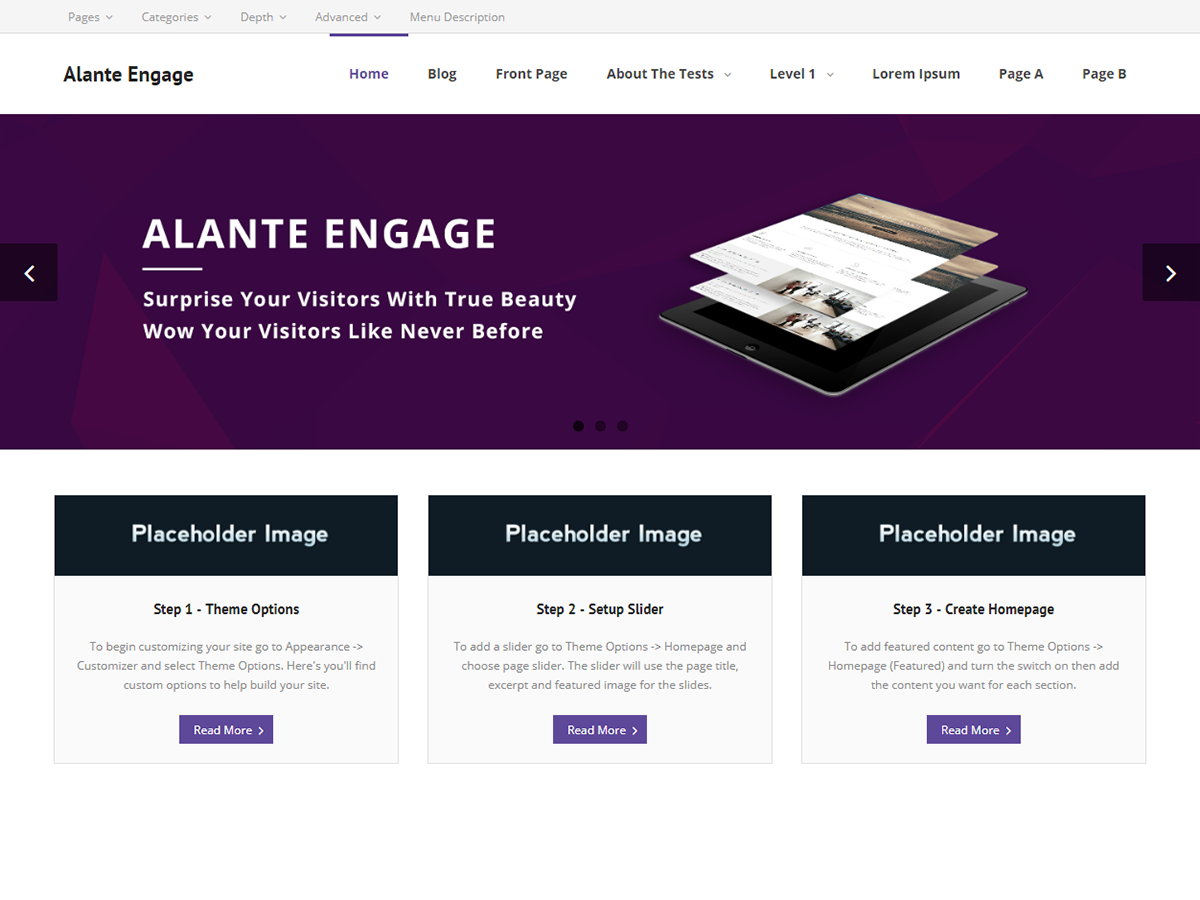 Pages Categories Depth Advanced Menu Description
Alante Engage Home Blog Front Page About The Tests Level 1 Lorem Ipsum Page A Page B
ALANTE ENGAGE
Surprise Your Visitors With True Beauty
Wow Your Visitors Like Never Before
Placeholder Image
Step 1 - Theme Options
To begin customizing your site go to Appearance ->
Customizer and select Theme Options. Here's you'll find
custom options to help build your site.
Read More
Placeholder Image
Step 2 - Setup Slider
To add a slider go to Theme Options -> Homepage and
choose page slider. The slider will use the page title,
excerpt and featured image for the slides.
Read More
Placeholder Image
Step 3 - Create Homepage
To add featured content go to Theme Options ->
Homepage (Featured) and turn the switch on then add
the content you want for each section.
Read More